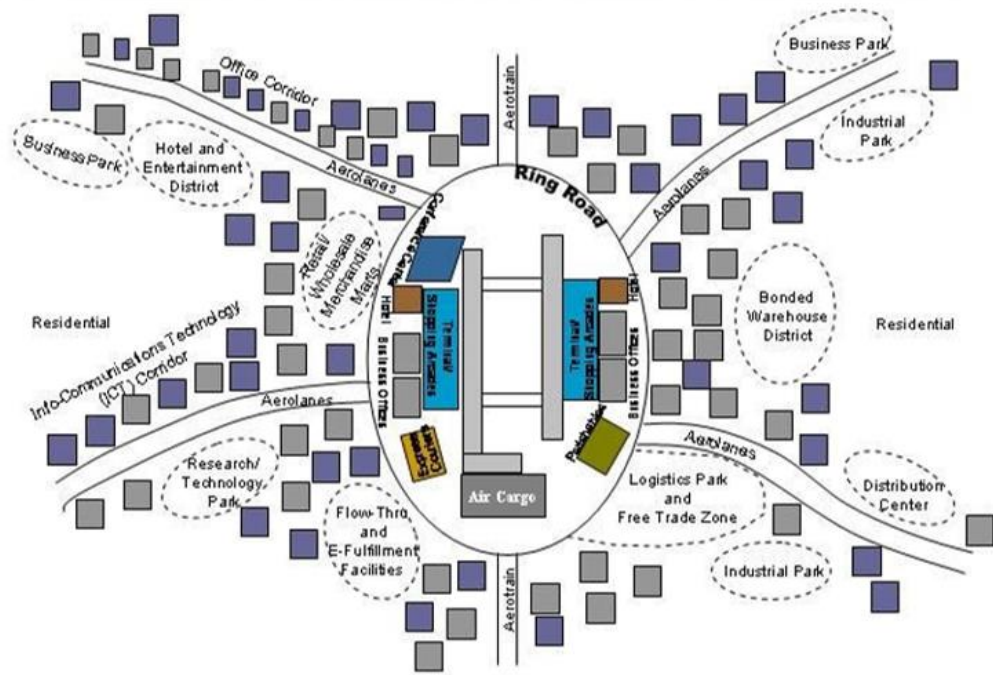 Business Park
Office Corridor
Aerotrain
Industrial
Park
Business Park
Hotel and
Entertainment
District
Aerolanes
Ring Road
Aerolanes
Retail/
Wholesale
Merchandise
Marts
Hotel
Terminal/
Shopping Arcades
Terminal/
Shopping Arcades
Hotel
Bonded
Warehouse
District
Residential
Residential
Info-Communications Technology
(ICT) Corridor
Business Offices
Business Offices
Aerolanes
Express
Couriers
Perishables
Aerolanes
Research/
Technology
Park
Air Cargo
Logistics Park
and
Free Trade Zone
Distribution
Center
Flow-Thru
and
E-Fulfillment
Facilities
Industrial Park
Aerotrain